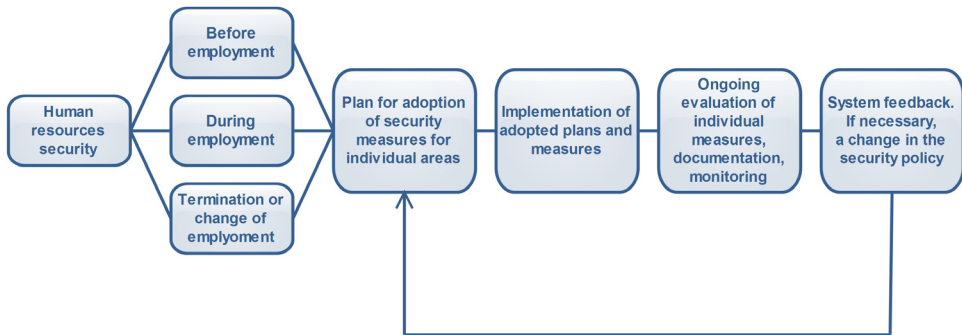 Human
resources
security
Before
employment
During
employment
Termination or
change of
emplyoment
Plan for adoption
of security
measures for
individual areas
Implementation of
adopted plans and
measures
Ongoing
evaluation of
individual
measures,
documentation,
monitoring
System feedback.
If necessary,
a change in the
security policy